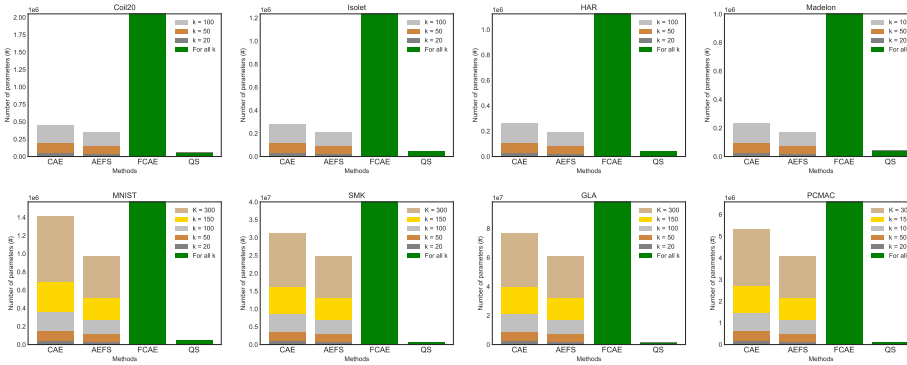 Coil20
1e6
Number of parameters (#)
2.00
1.75
1.50
1.25
1.00
0.75
0.50
0.25
0.00
k = 100
k = 50
k = 20
For all k
CAE AEFS FCAE QS
Methods
Isolet
1e6
Number of parameters (#)
1.2
1.0
0.8
0.6
0.4
0.2
0.0
k = 100
k = 50
k = 20
For all k
CAE AEFS FCAE QS
Methods
HAR
1e6
Number of parameters (#)
1.0
0.8
0.6
0.4
0.2
0.0
k = 100
k = 50
k = 20
For all k
CAE AEFS FCAE QS
Methods
Madelon
1e6
Number of parameters (#)
1.0
0.8
0.6
0.4
0.2
0.0
k = 10
k = 50
k = 20
For all
CAE AEFS FCAE QS
Methods
MNIST
1e6
Number of parameters (#)
1.4
1.2
1.0
0.8
0.6
0.4
0.2
0.0
K = 300
k = 150
k = 100
k = 50
k = 20
For all k
CAE AEFS FCAE QS
Methods
SMK
1e7
Number of parameters (#)
4.0
3.5
3.0
2.5
2.0
1.5
1.0
0.5
0.0
K = 300
k = 150
k = 100
k = 50
k = 20
For all k
CAE AEFS FCAE QS
Methods
GLA
1e7
Number of parameters (#)
8
6
4
2
0
K = 300
k = 150
k = 100
k = 50
k = 20
For all k
CAE AEFS FCAE QS
Methods
PCMAC
1e6
Number of parameters (#)
6
5
4
3
2
1
0
K = 30
k = 15
k = 10
k = 50
k = 20
For all
CAE AEFS FCAE QS
Methods